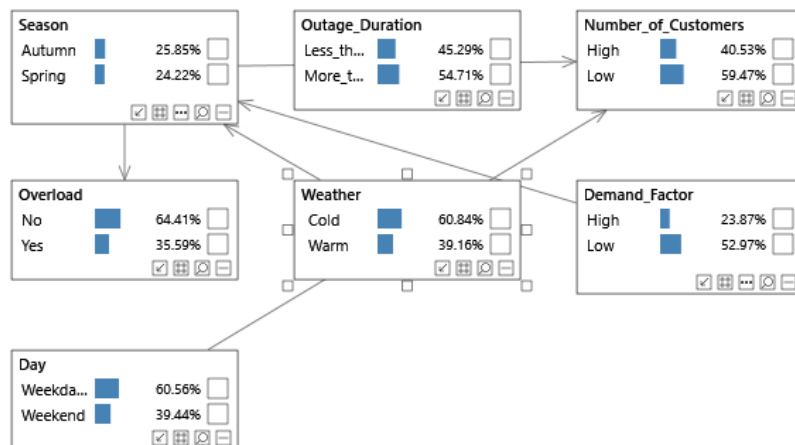 Season
Autumn 25.85%
Spring 24.22%
Outage_Duration
Less_th... 45.29%
More_t... 54.71%
Number_of_Customers
High 40.53%
Low 59.47%
Overload
No 64.41%
Yes 35.59%
Weather
Cold 60.84%
Warm 39.16%
Demand_Factor
High 23.87%
Low 52.97%
Day
Weekda... 60.56%
Weekend 39.44%